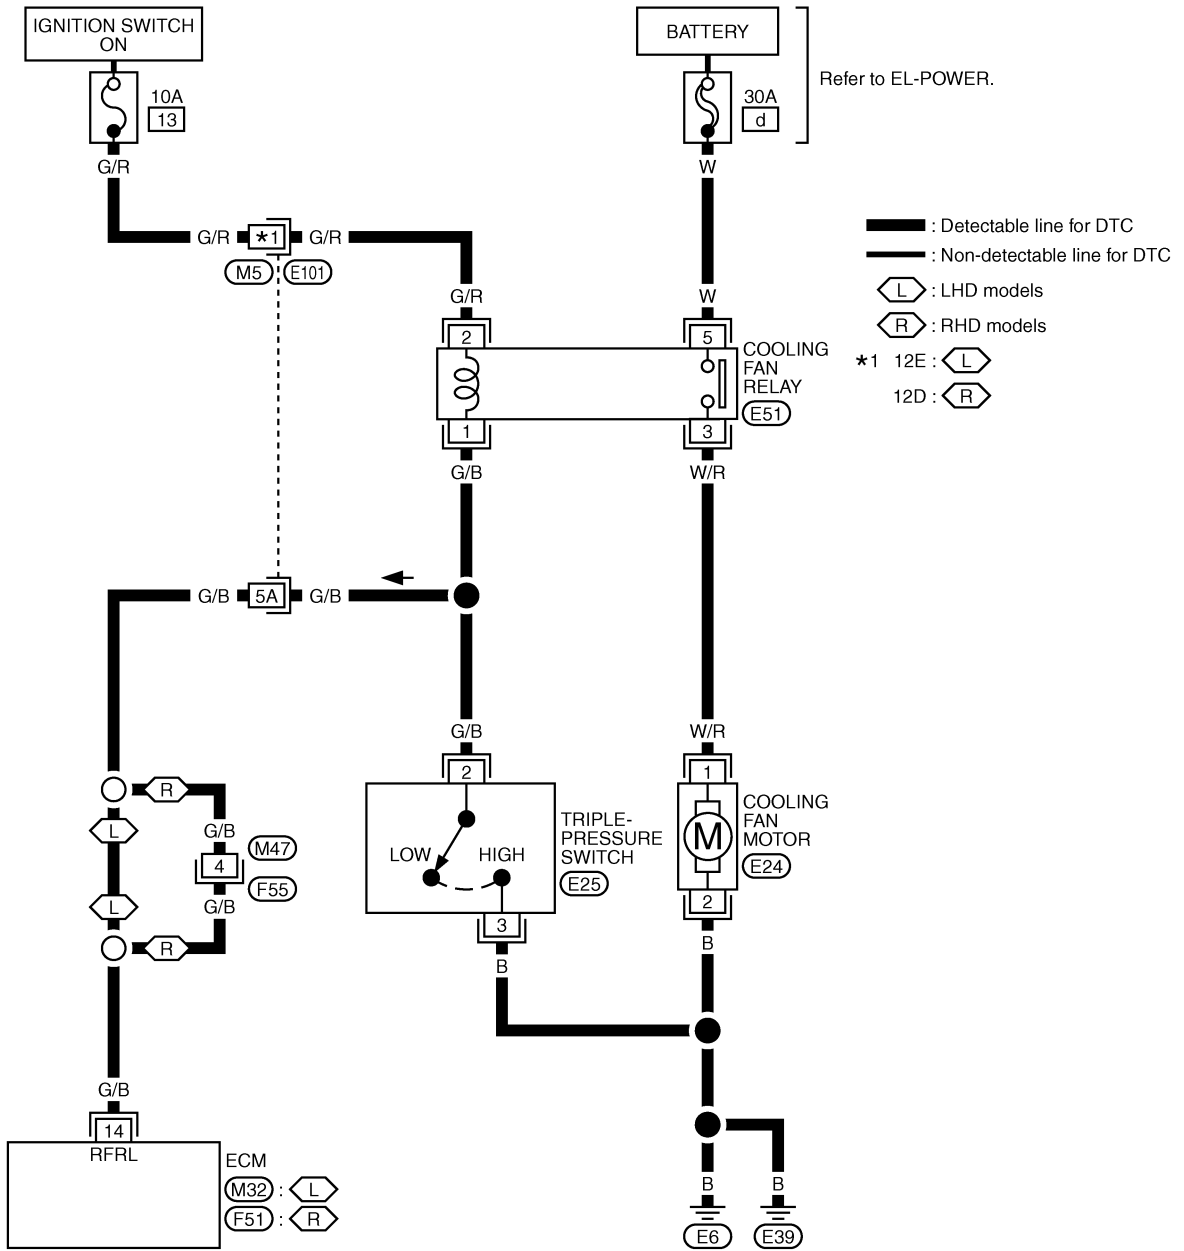 IGNITION SWITCH
ON
BATTERY
Refer to EL-POWER.
10A
13
30A
d
G/R
W
G/R
*1
G/R
M5
E101
: Detectable line for DTC
: Non-detectable line for DTC
L : LHD models
R : RHD models
*1 12E : L
12D : R
G/R
W
2
5
COOLING
FAN
RELAY
E51
1
3
G/B
W/R
G/B
5A
G/B
G/B
W/R
2
1
R
L
G/B
M47
4
F55
L
G/B
R
LOW
HIGH
TRIPLE-
PRESSURE
SWITCH
E25
M
COOLING
FAN
MOTOR
E24
3
2
B
B
G/B
14
RFRL
ECM
M32 : L
F51 : R
B
B
E6
E39